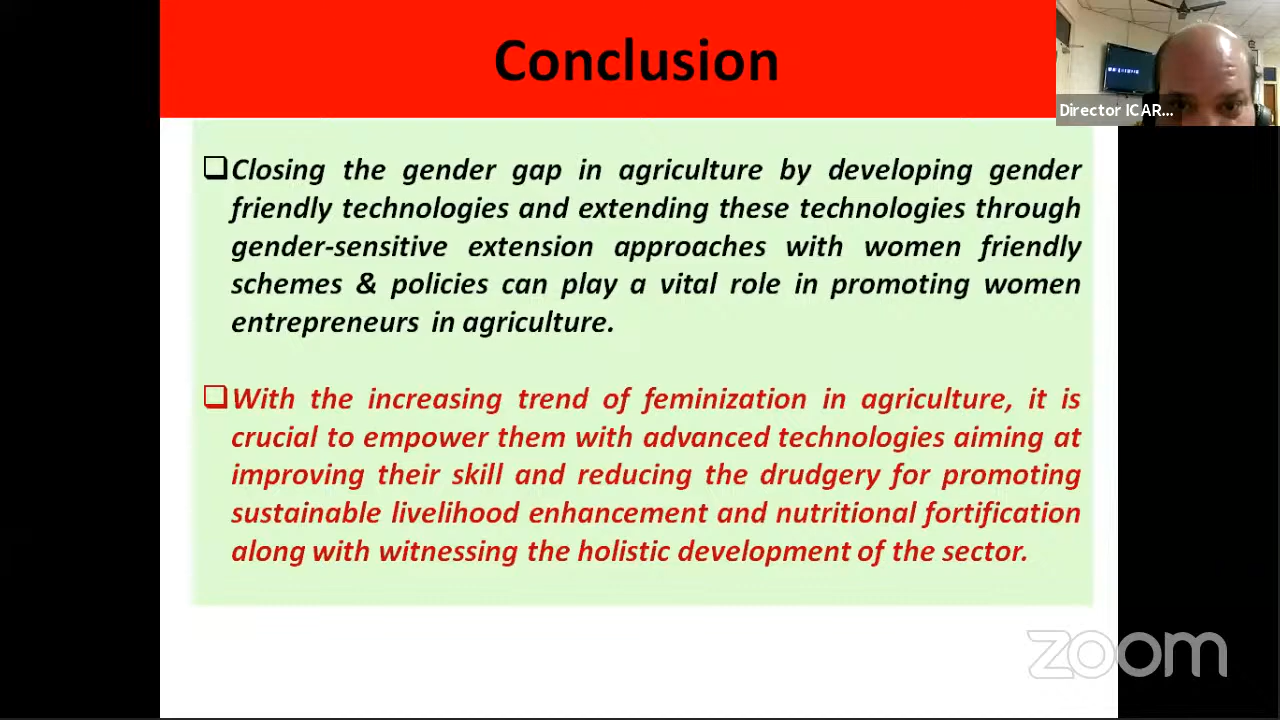 Conclusion
Director ICAR...
Closing the gender gap in agriculture by developing gender
friendly technologies and extending these technologies through
gender-sensitive extension approaches with women friendly
schemes & policies can play a vital role in promoting women
entrepreneurs in agriculture.
With the increasing trend of feminization in agriculture, it is
crucial to empower them with advanced technologies aiming at
improving their skill and reducing the drudgery for promoting
sustainable livelihood enhancement and nutritional fortification
along with witnessing the holistic development of the sector.
zoom